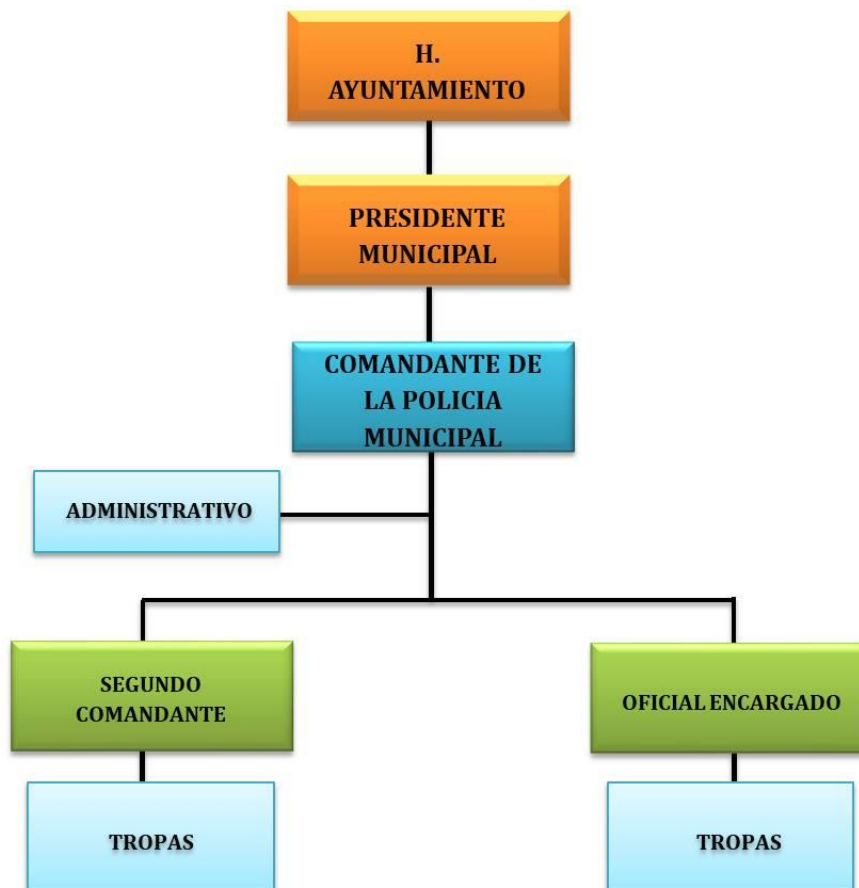 H.
AYUNTAMIENTO
PRESIDENTE
MUNICIPAL
COMANDANTE DE
LA POLICIA
MUNICIPAL
ADMINISTRATIVO
SEGUNDO
COMANDANTE
OFICIAL ENCARGADO
TROPAS
TROPAS